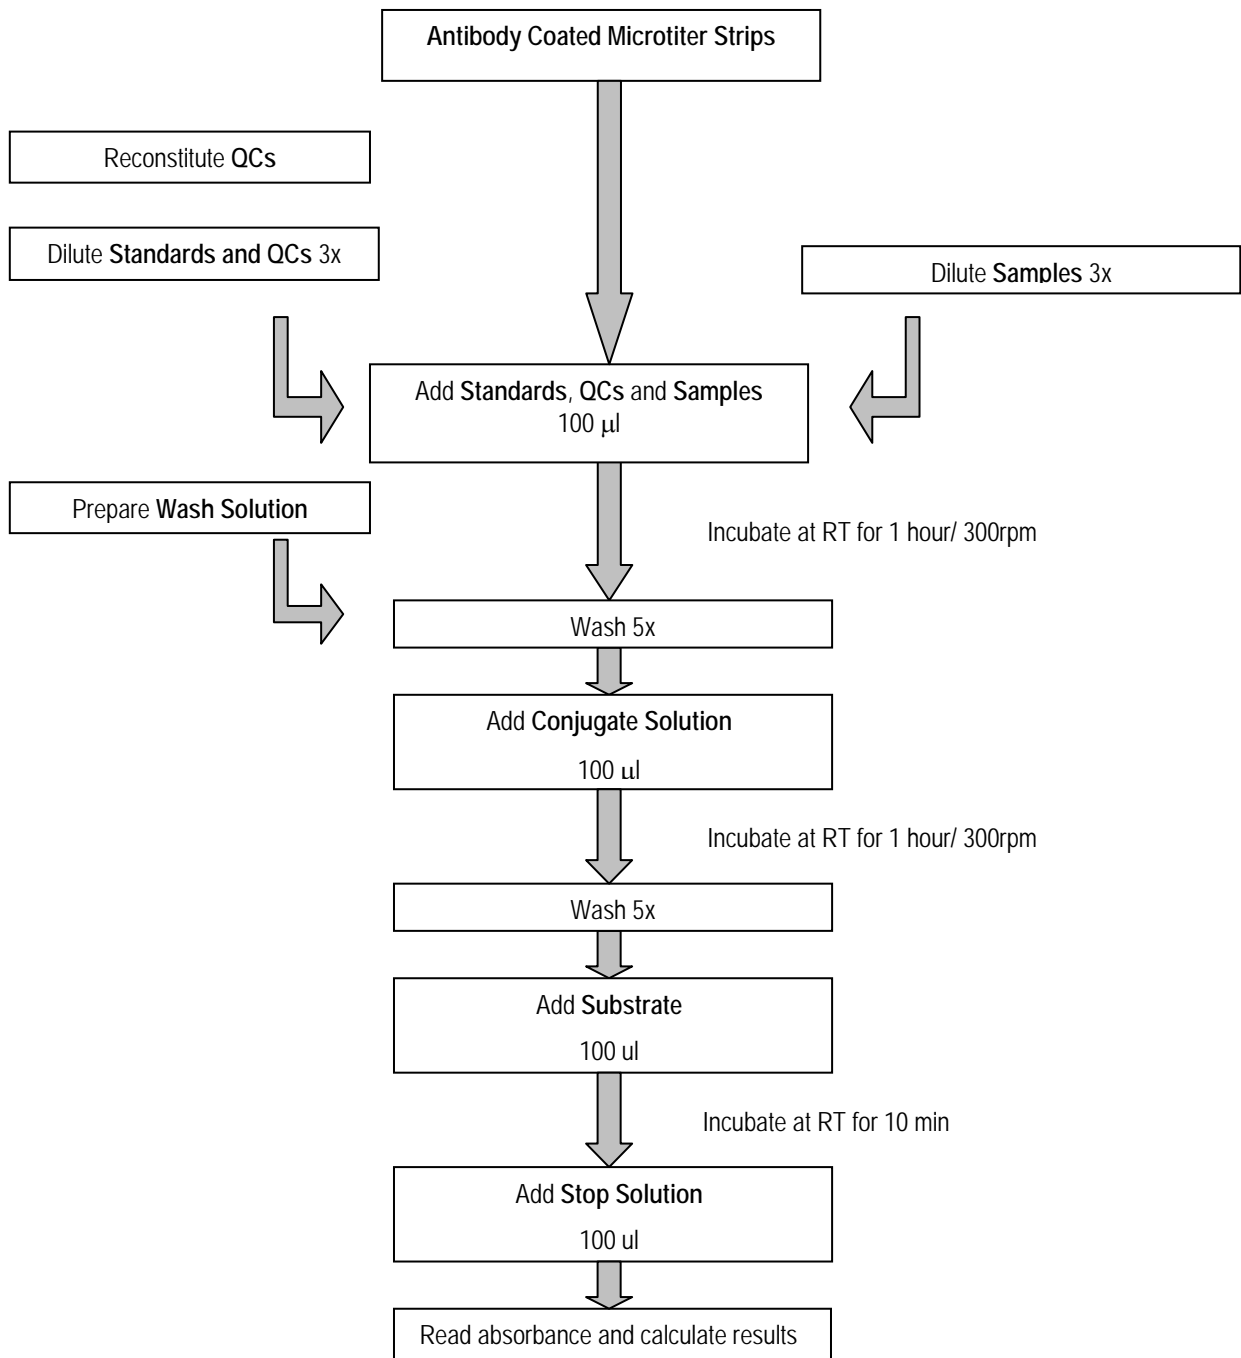 Antibody Coated Microtiter Strips
Reconstitute QCs
Dilute Standards and QCs 3x
Dilute Samples 3x
Add Standards, QCs and Samples
100 μl
Prepare Wash Solution
Incubate at RT for 1 hour/ 300rpm
Wash 5x
Add Conjugate Solution
100 μl
Incubate at RT for 1 hour/ 300rpm
Wash 5x
Add Substrate
100 ul
Incubate at RT for 10 min
Add Stop Solution
100 ul
Read absorbance and calculate results